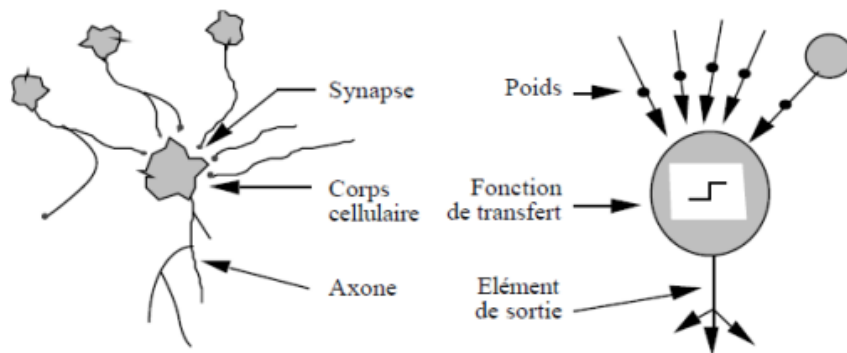 Synapse
Corps
cellulaire
Axone
Poids
Fonction
de transfert
Elément
de sortie